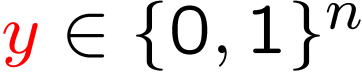 y ∈ {0, 1}ⁿ